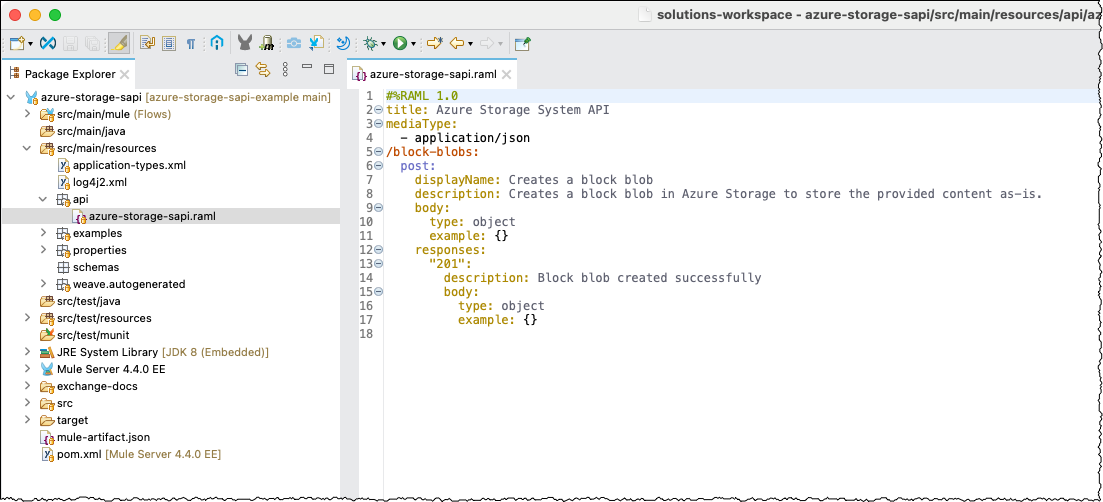 solutions-workspace - azure-storage-sapi/src/main/resources/api/az
Package Explorer
azure-storage-sapi [azure-storage-sapi-example main]
src/main/mule (Flows)
src/main/java
src/main/resources
application-types.xml
log4j2.xml
api
azure-storage-sapi.raml
examples
properties
schemas
weave.autogenerated
src/test/java
src/test/resources
src/test/munit
JRE System Library [JDK 8 (Embedded)]
Mule Server 4.4.0 EE
exchange-docs
src
target
mule-artifact.json
pom.xml [Mule Server 4.4.0 EE]
azure-storage-sapi.raml
1 #%RAML 1.0
2 title: Azure Storage System API
3 mediaType:
4   - application/json
5 /block-blobs:
6   post:
7     displayName: Creates a block blob
8     description: Creates a block blob in Azure Storage to store the provided content as-is.
9     body:
10       type: object
11       example: {}
12     responses:
13       "201":
14         description: Block blob created successfully
15         body:
16           type: object
17           example: {}
18